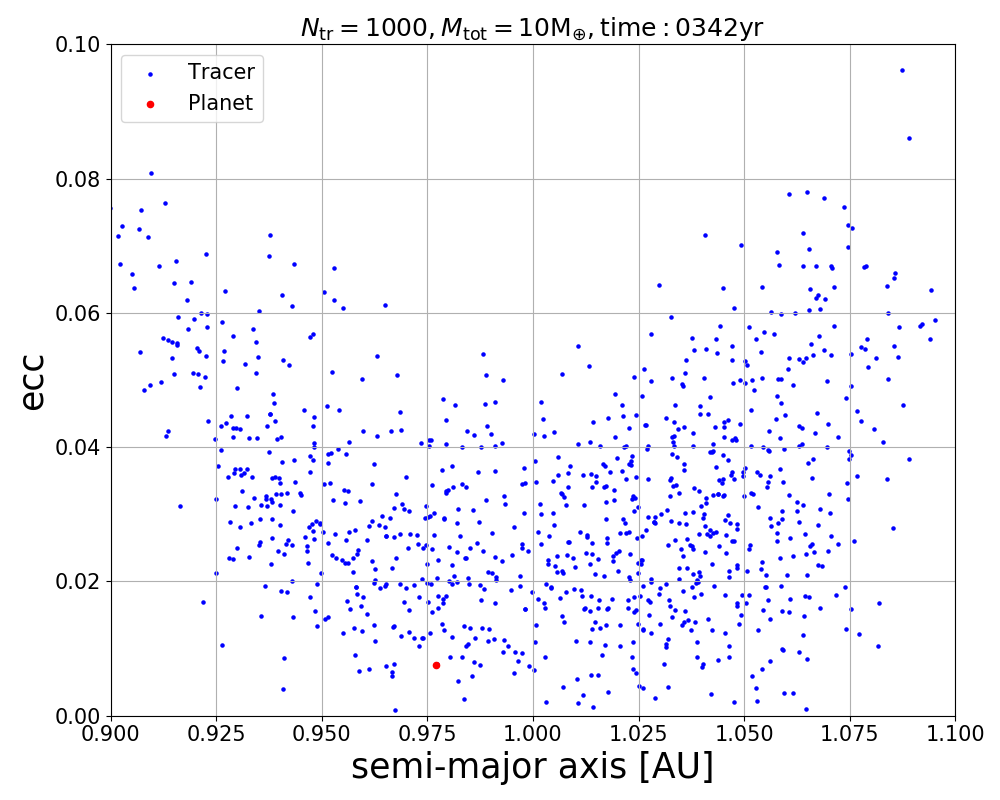 N_tr = 1000, M_tot = 10M_⊕, time : 0342yr
Tracer
Planet
0.10
0.08
0.06
0.04
0.02
0.00
ecc
0.900 0.925 0.950 0.975 1.000 1.025 1.050 1.075 1.100
semi-major axis [AU]